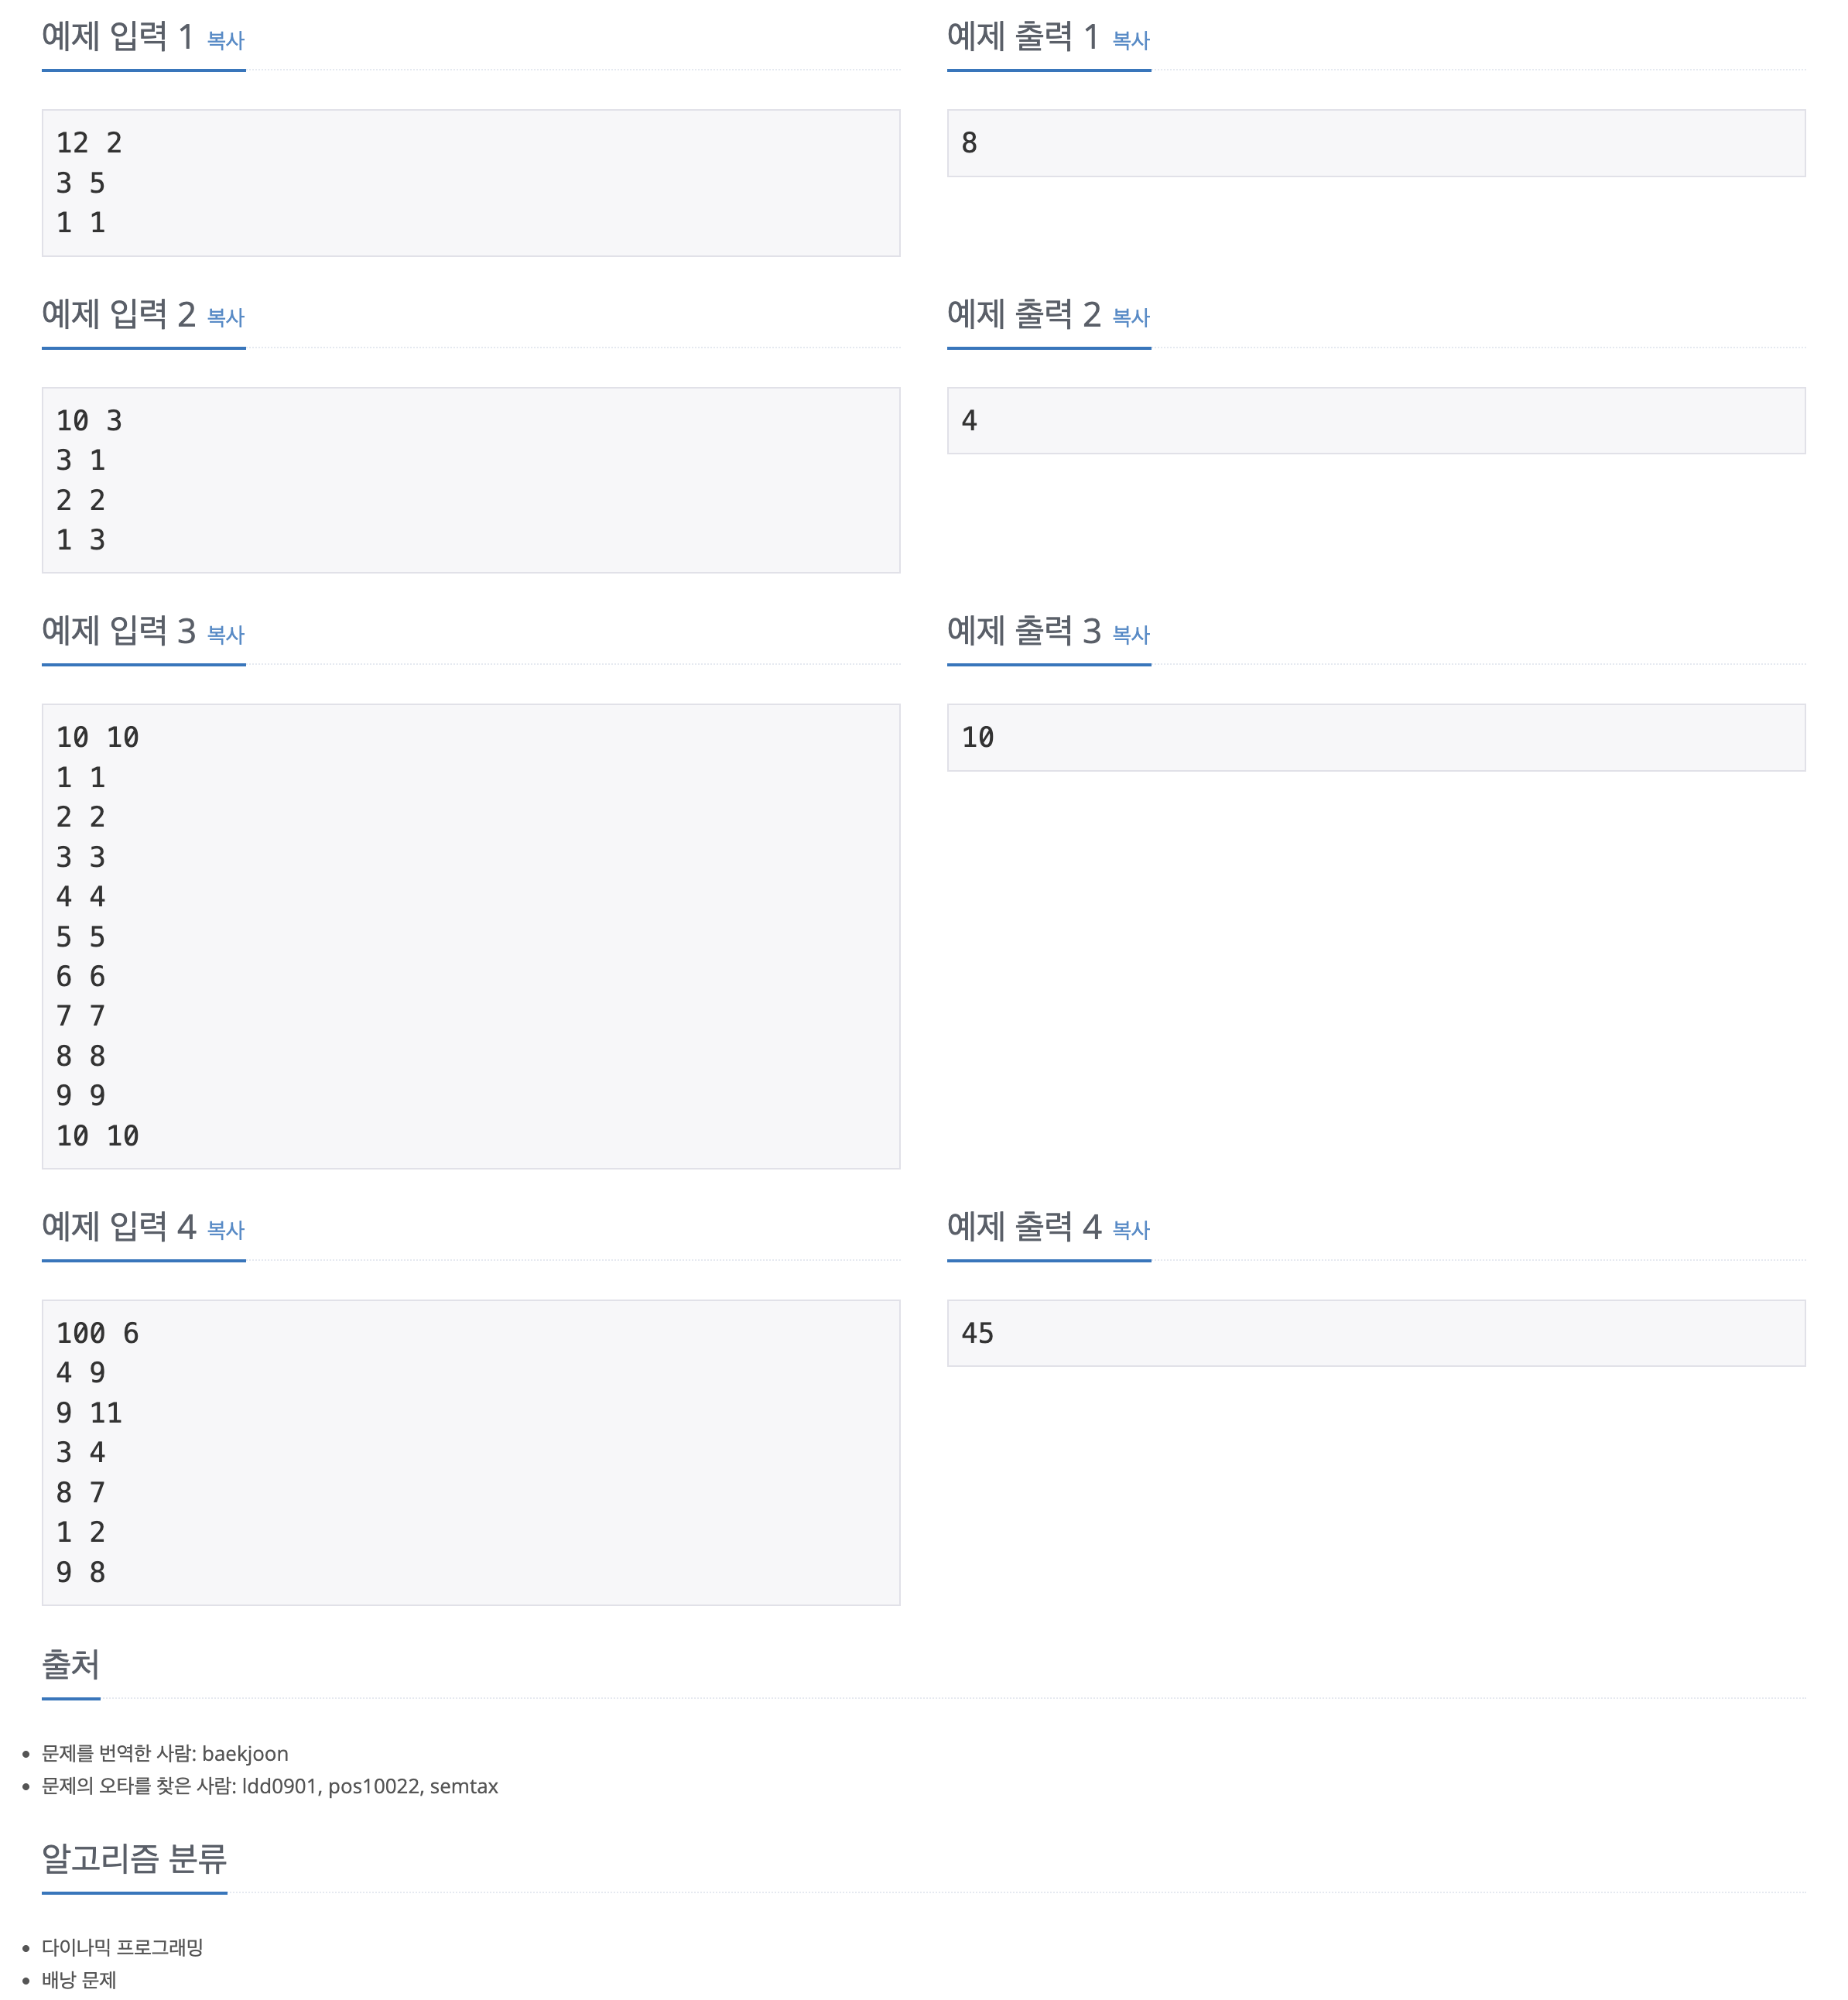 예제 입력 1 복사
12 2
3 5
1 1
예제 출력 1 복사
8
예제 입력 2 복사
10 3
3 1
2 2
1 3
예제 출력 2 복사
4
예제 입력 3 복사
10 10
1 1
2 2
3 3
4 4
5 5
6 6
7 7
8 8
9 9
10 10
예제 출력 3 복사
10
예제 입력 4 복사
100 6
4 9
9 11
3 4
8 7
1 2
9 8
예제 출력 4 복사
45
출처
문제를 번역한 사람: baekjoon
문제의 오타를 찾은 사람: ldd0901, pos10022, semtax
알고리즘 분류
다이나믹 프로그래밍
배낭 문제